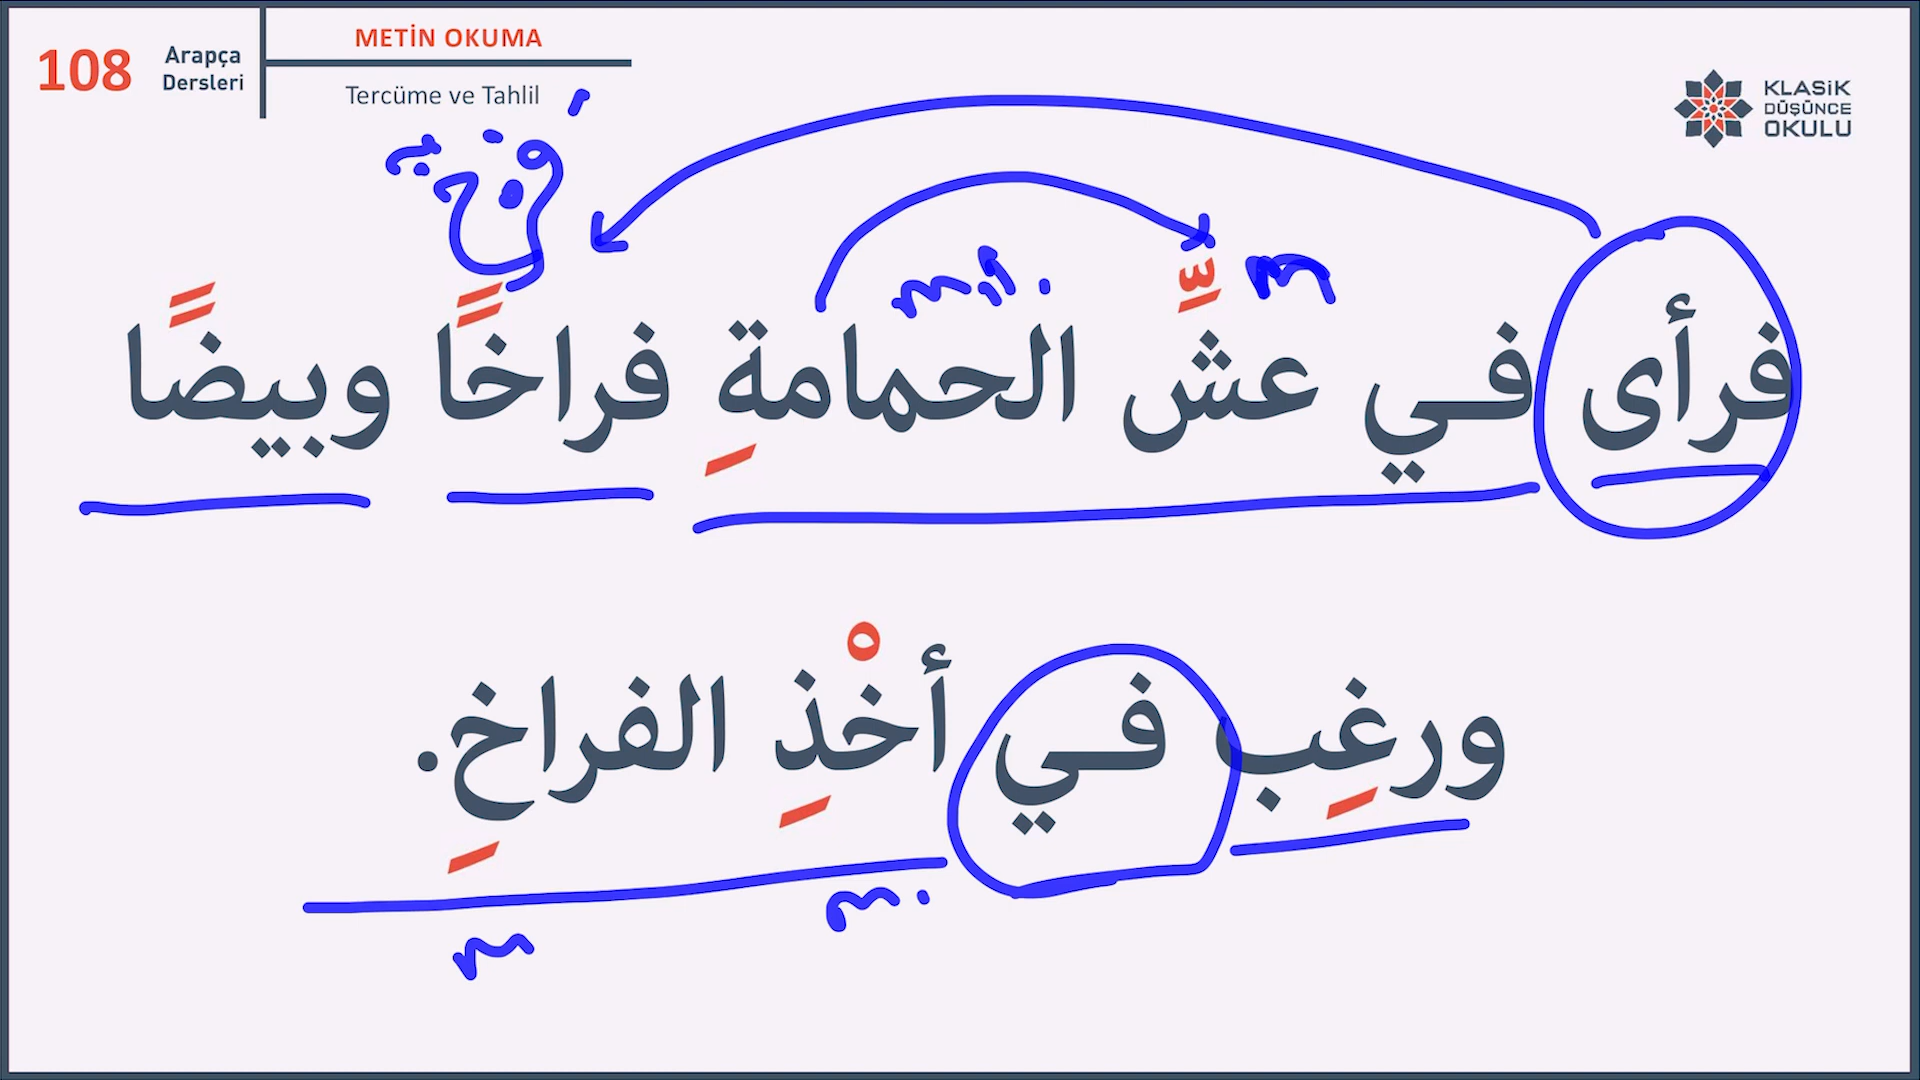 108
Arapça
Dersleri
METİN OKUMA
Tercüme ve Tahlil
KLASİK
DÜŞÜNCE
OKULU
فرخ
فرأى في عشِّ الحمامةِ فراخًا وبيضًا
ورغِب في أخْذِ الفراخِ.